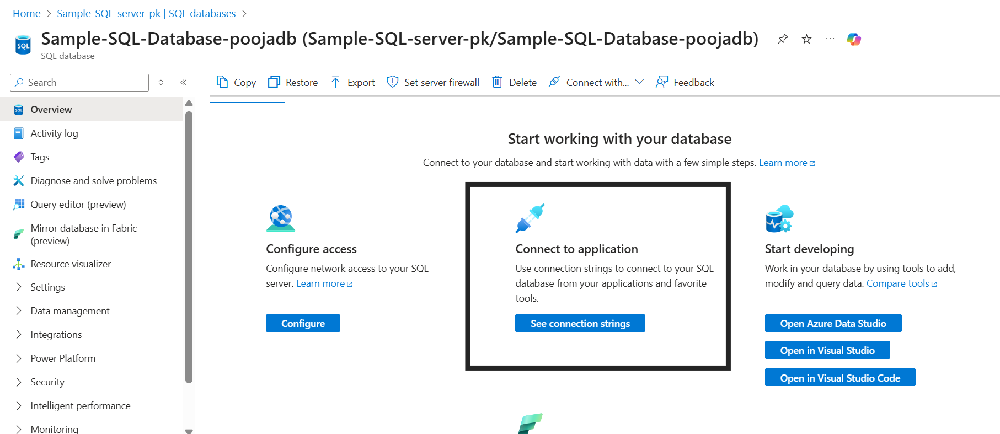 Home > Sample-SQL-server-pk | SQL databases >
SQL
Sample-SQL-Database-poojadb (Sample-SQL-server-pk/Sample-SQL-Database-poojadb)
SQL database
Search
Copy Restore Export Set server firewall Delete Connect with... Feedback
Overview
Activity log
Tags
Diagnose and solve problems
Query editor (preview)
Mirror database in Fabric
(preview)
Resource visualizer
Settings
Data management
Integrations
Power Platform
Security
Intelligent performance
Monitoring
Start working with your database
Connect to your database and start working with data with a few simple steps. Learn more
Configure access
Configure network access to your SQL
server. Learn more
Configure
Connect to application
Use connection strings to connect to your SQL
database from your applications and favorite
tools.
See connection strings
Start developing
Work in your database by using tools to add,
modify and query data. Compare tools
Open Azure Data Studio
Open in Visual Studio
Open in Visual Studio Code